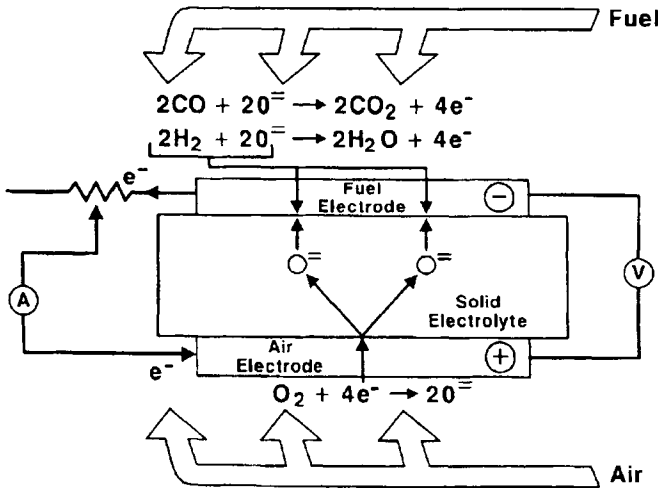 Fuel
2CO + 2O⁼ → 2CO₂ + 4e⁻
2H₂ + 2O⁼ → 2H₂O + 4e⁻
e⁻
Fuel
Electrode
−
O⁼ O⁼
A
V
Solid
Electrolyte
Air
Electrode
+
e⁻
O₂ + 4e⁻ → 2O⁼
Air